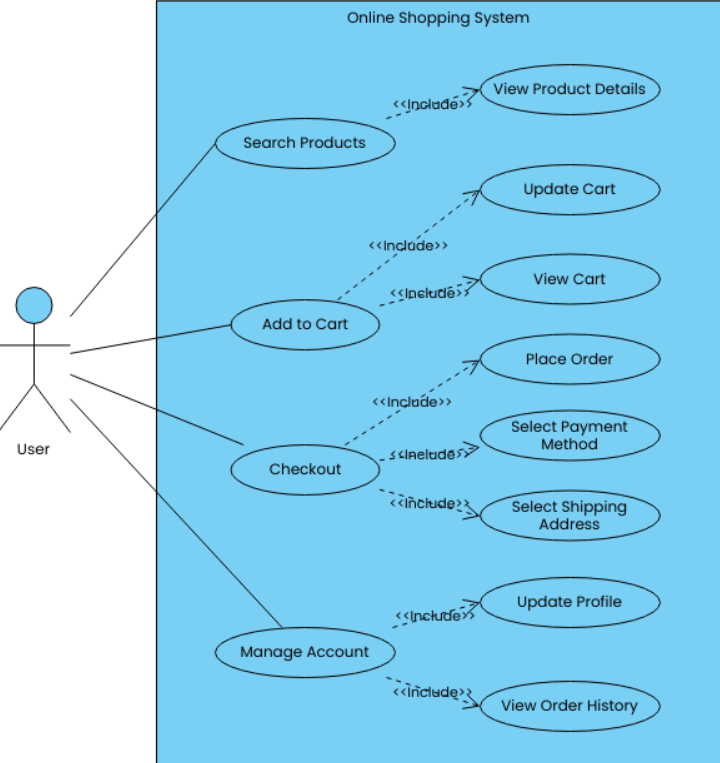 Online Shopping System
View Product Details
<<Include>>
Search Products
Update Cart
<<Include>>
View Cart
<<Include>>
Add to Cart
Place Order
<<Include>>
Select Payment
Method
<<Include>>
Checkout
Select Shipping
Address
<<Include>>
User
Update Profile
<<Include>>
Manage Account
<<Include>>
View Order History